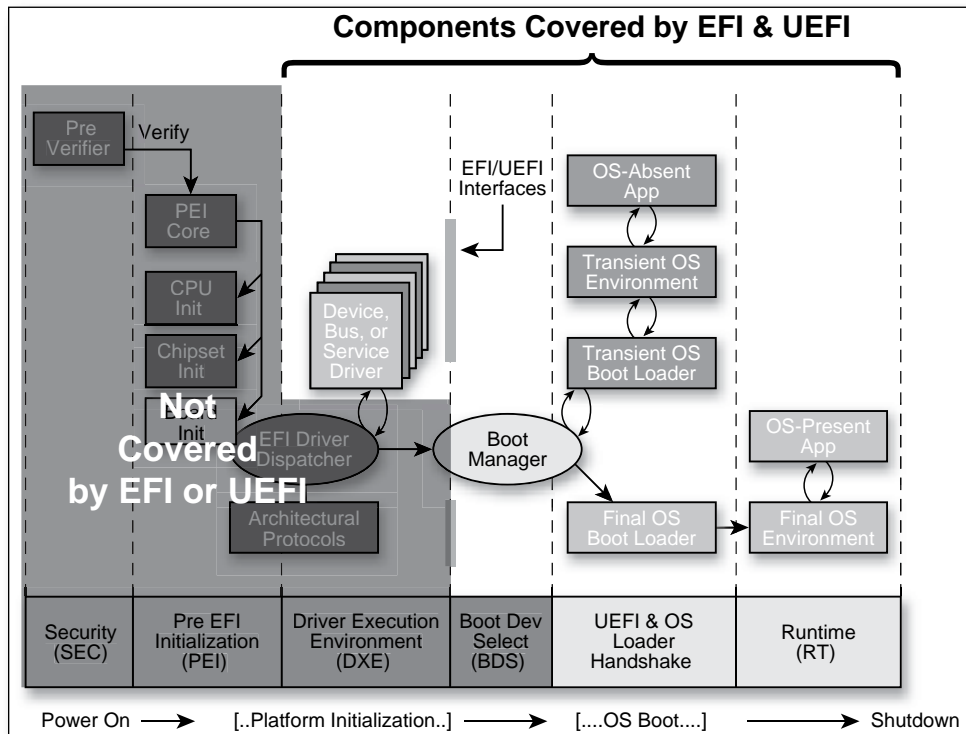 Components Covered by EFI & UEFI
Pre
Verifier
Verify
PEI
Core
CPU
Init
Chipset
Init
Init
Not
Covered
by EFI or UEFI
EFI/UEFI
Interfaces
Device,
Bus, or
Service
Driver
EFI Driver
Dispatcher
Architectural
Protocols
Boot
Manager
OS-Absent
App
Transient OS
Environment
Transient OS
Boot Loader
Final OS
Boot Loader
OS-Present
App
Final OS
Environment
Security
(SEC)
Pre EFI
Initialization
(PEI)
Driver Execution
Environment
(DXE)
Boot Dev
Select
(BDS)
UEFI & OS
Loader
Handshake
Runtime
(RT)
Power On
[..Platform Initialization..]
[....OS Boot....]
Shutdown